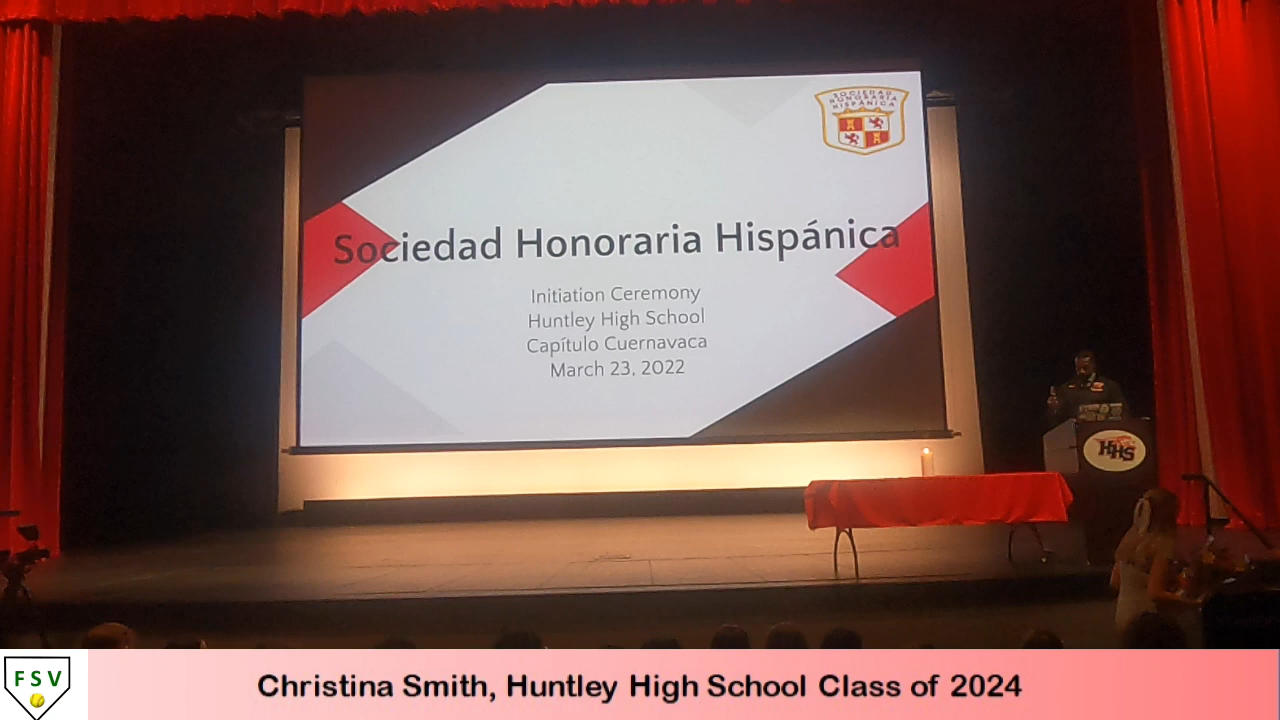 SOCIEDAD
HONORARIA
HISPÁNICA
Sociedad Honoraria Hispánica
Initiation Ceremony
Huntley High School
Capítulo Cuernavaca
March 23, 2022
HHS
FSV
Christina Smith, Huntley High School Class of 2024